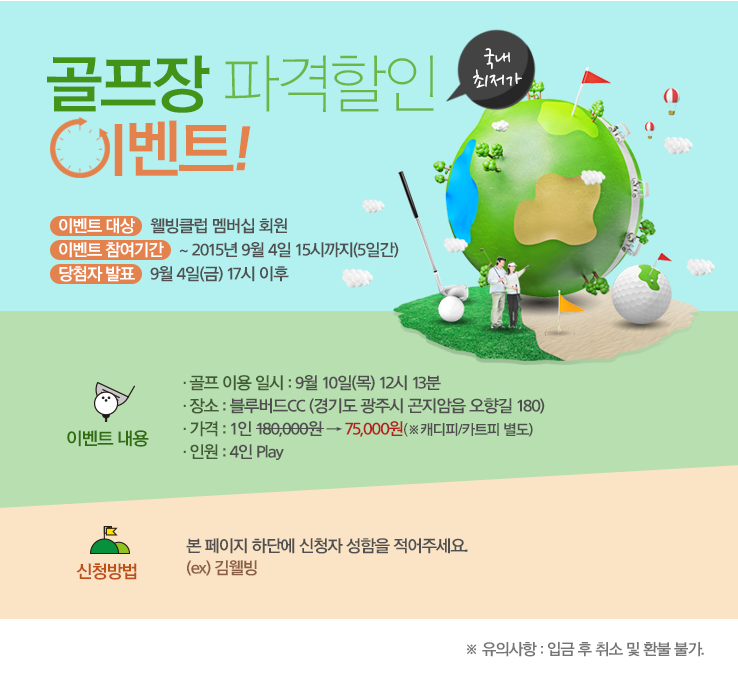 국내
최저가
골프장 파격할인
이벤트!
이벤트 대상 웰빙클럽 멤버십 회원
이벤트 참여기간 ~ 2015년 9월 4일 15시까지(5일간)
당첨자 발표 9월 4일(금) 17시 이후
이벤트 내용
· 골프 이용 일시 : 9월 10일(목) 12시 13분
· 장소 : 블루버드CC (경기도 광주시 곤지암읍 오향길 180)
· 가격 : 1인 180,000원 → 75,000원(※캐디피/카트피 별도)
· 인원 : 4인 Play
신청방법
본 페이지 하단에 신청자 성함을 적어주세요.
(ex) 김웰빙
※ 유의사항 : 입금 후 취소 및 환불 불가.